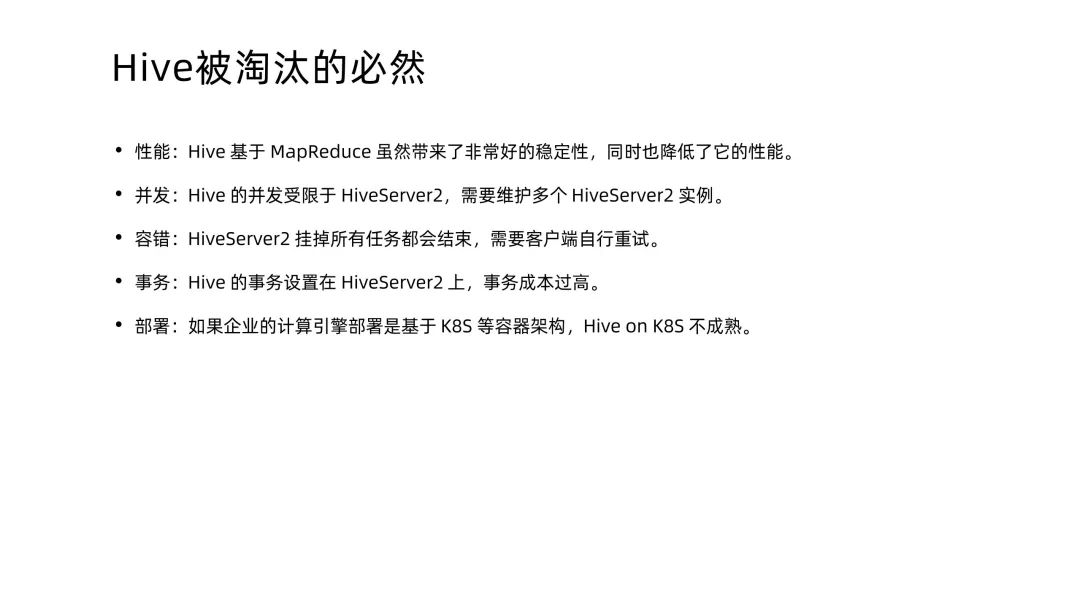 Hive被淘汰的必然
• 性能：Hive 基于 MapReduce 虽然带来了非常好的稳定性，同时也降低了它的性能。
• 并发：Hive 的并发受限于 HiveServer2，需要维护多个 HiveServer2 实例。
• 容错：HiveServer2 挂掉所有任务都会结束，需要客户端自行重试。
• 事务：Hive 的事务设置在 HiveServer2 上，事务成本过高。
• 部署：如果企业的计算引擎部署是基于 K8S 等容器架构，Hive on K8S 不成熟。